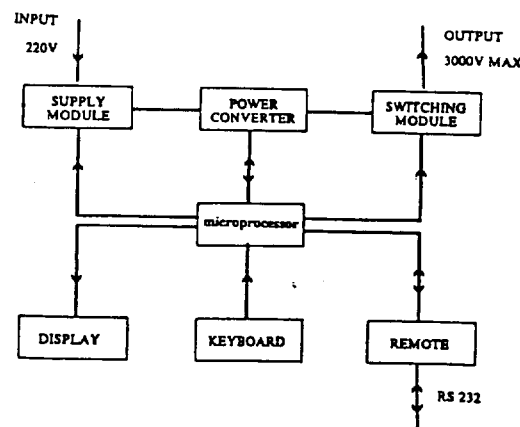 INPUT
220V
OUTPUT
3000V MAX
SUPPLY
MODULE
POWER
CONVERTER
SWITCHING
MODULE
microprocessor
DISPLAY
KEYBOARD
REMOTE
RS 232